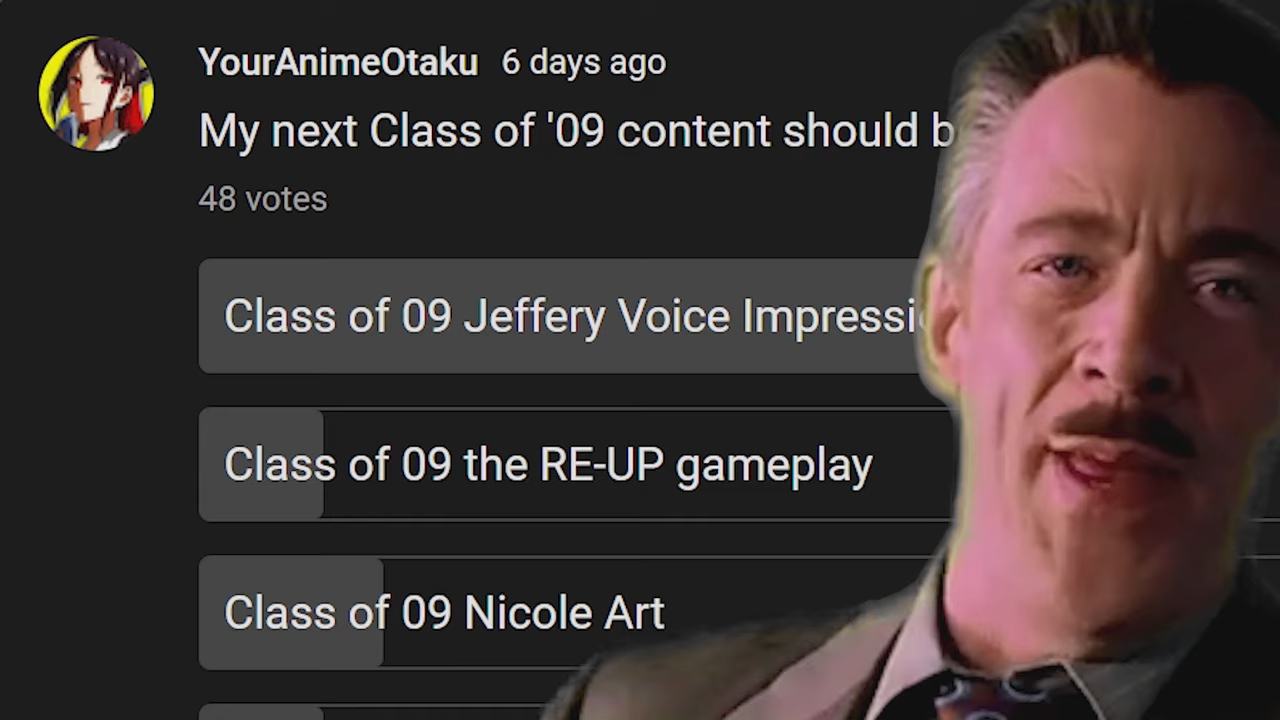 YourAnimeOtaku 6 days ago
My next Class of '09 content should b
48 votes
Class of 09 Jeffery Voice Impressi
Class of 09 the RE-UP gameplay
Class of 09 Nicole Art